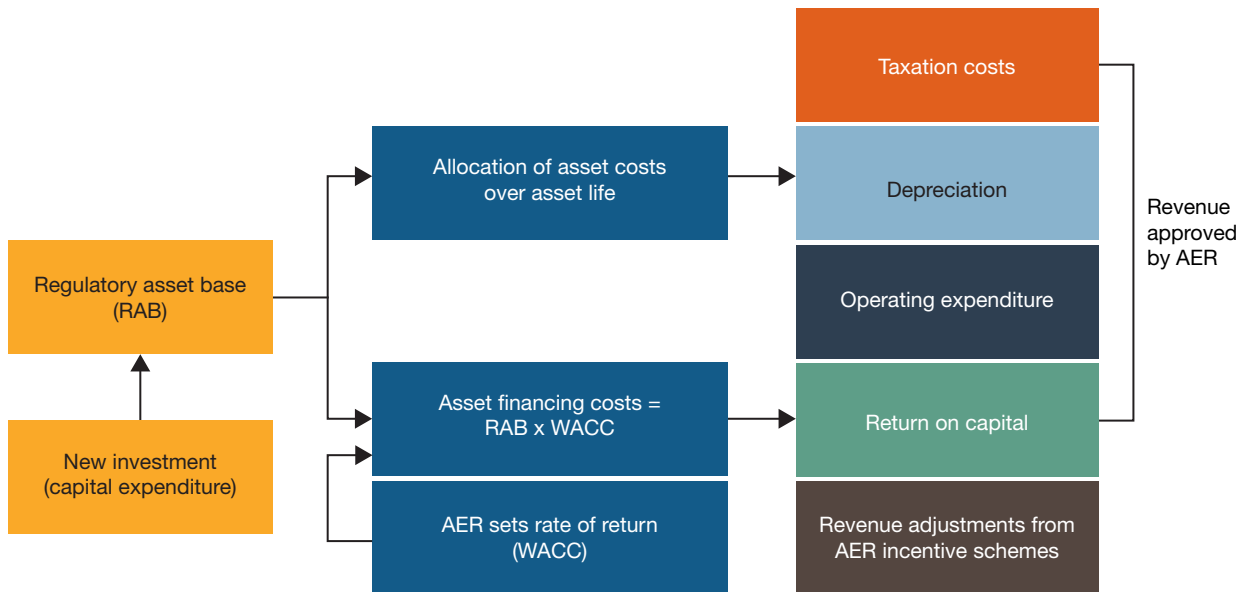 Taxation costs
Allocation of asset costs
over asset life
Depreciation
Revenue
approved
by AER
Regulatory asset base
(RAB)
Operating expenditure
Asset financing costs =
RAB x WACC
Return on capital
New investment
(capital expenditure)
AER sets rate of return
(WACC)
Revenue adjustments from
AER incentive schemes